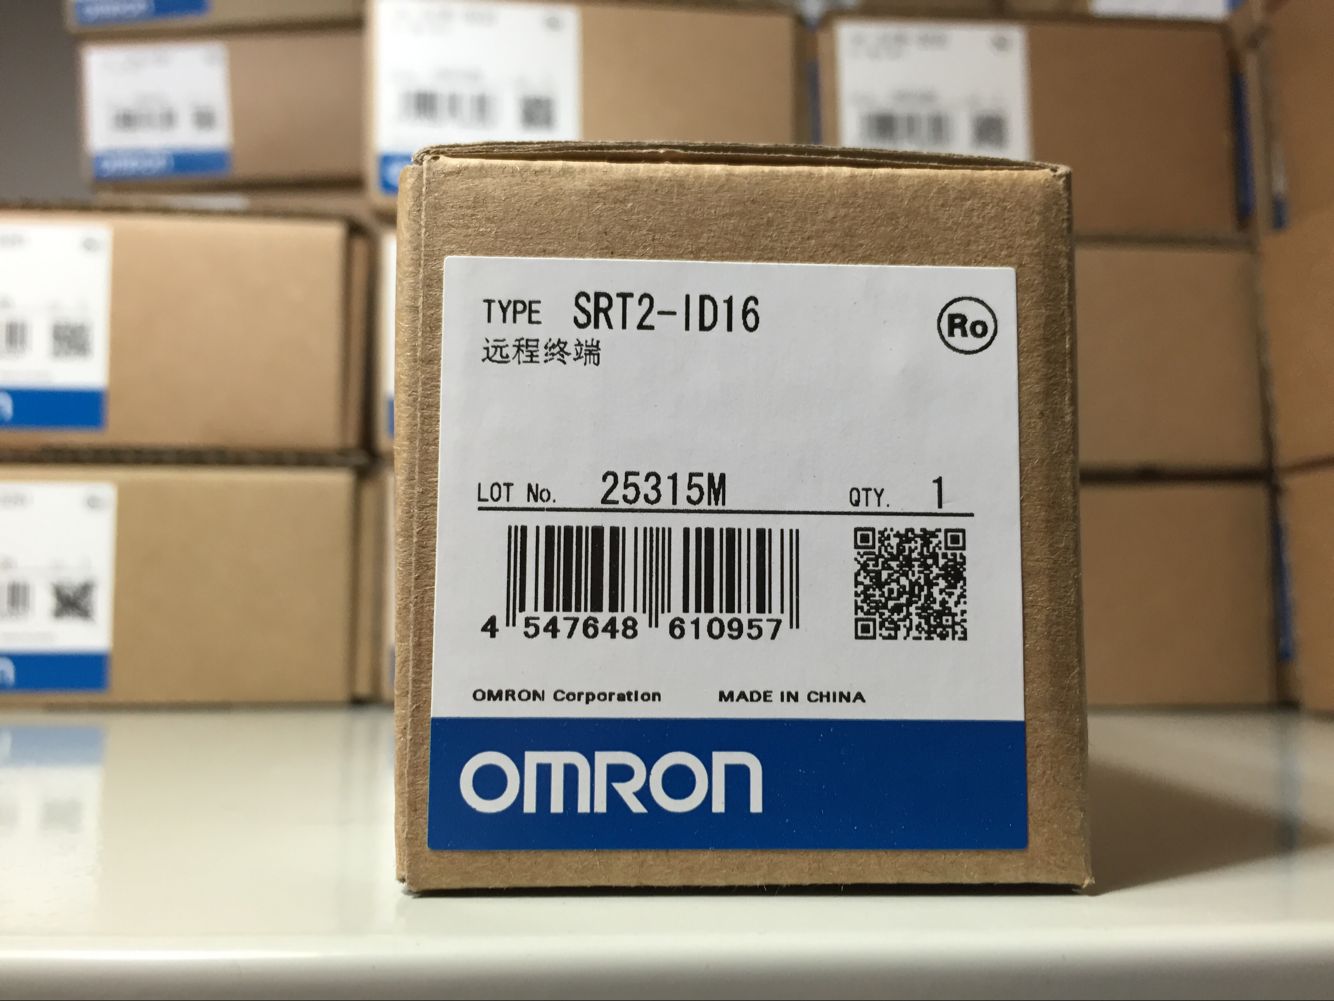 TYPE SRT2-ID16
Ro
远程终端
LOT No. 25315M QTY. 1
4 547648 610957
OMRON Corporation MADE IN CHINA
OMRON